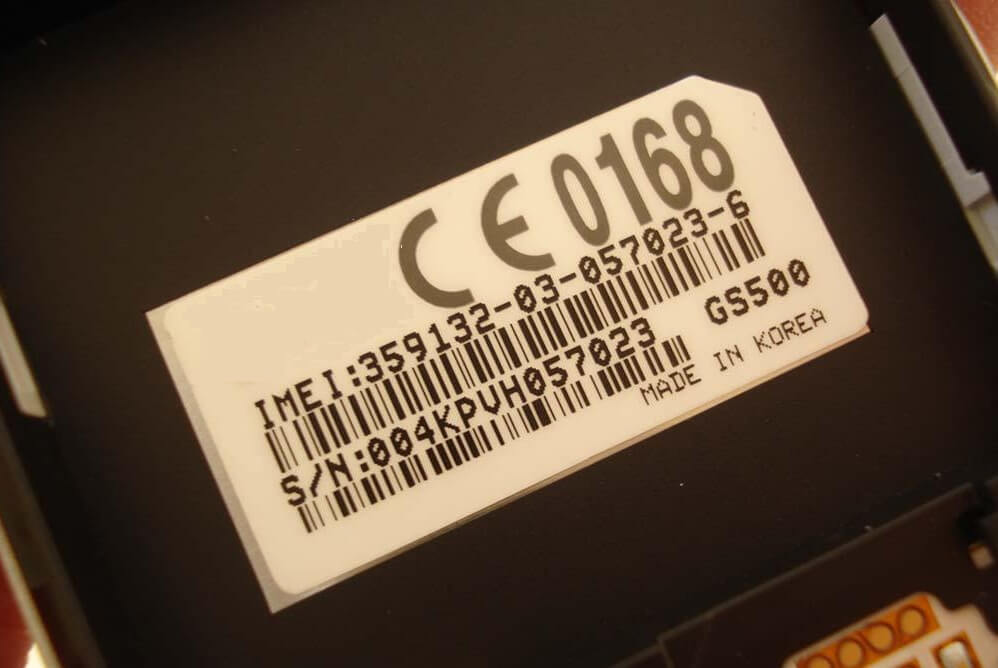 CE 0168
IMEI:359132-03-057023-6
S/N:004KPVH057023
GS500
MADE IN KOREA